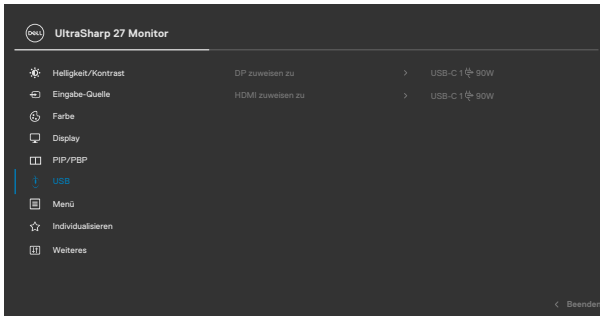 DELL
UltraSharp 27 Monitor
Helligkeit/Kontrast
DP zuweisen zu
USB-C 1 90W
Eingabe-Quelle
HDMI zuweisen zu
USB-C 1 90W
Farbe
Display
PIP/PBP
USB
Menü
Individualisieren
Weiteres
Beenden